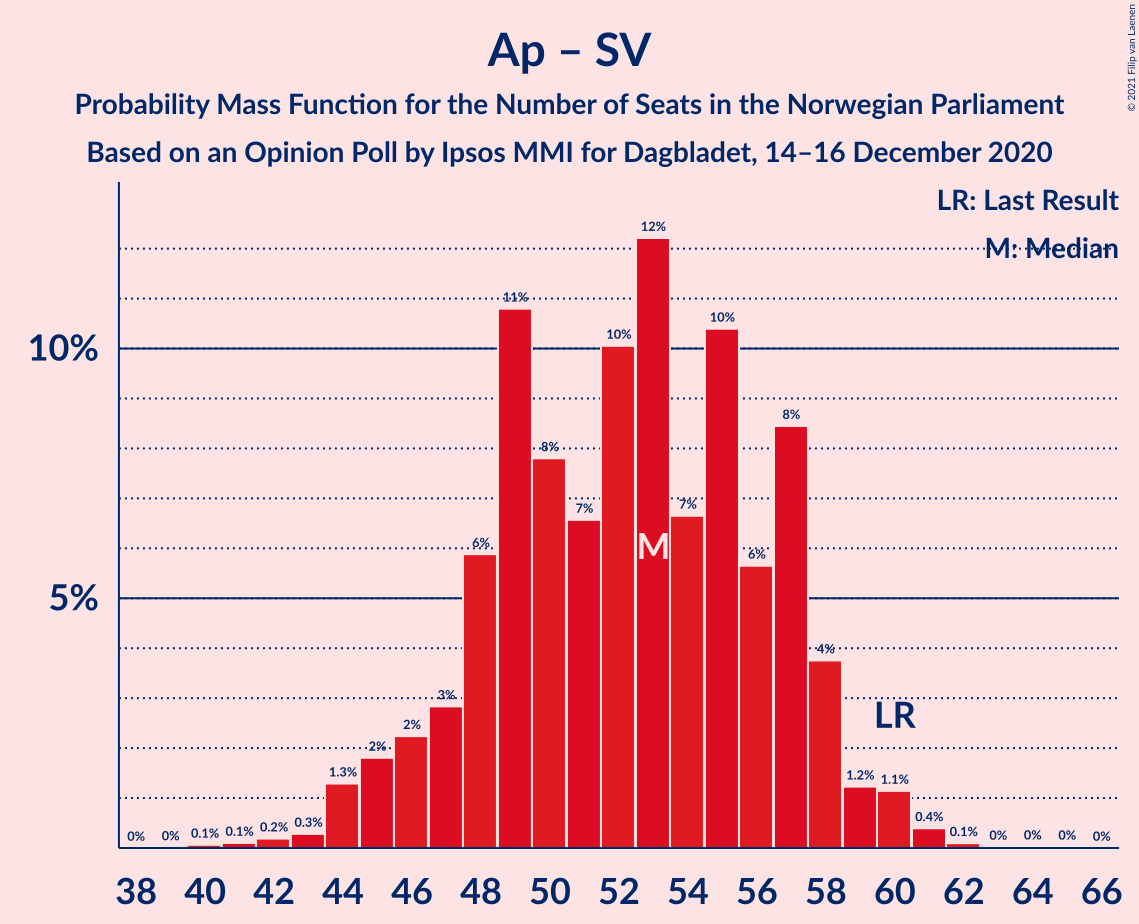 Ap – SV
Probability Mass Function for the Number of Seats in the Norwegian Parliament
Based on an Opinion Poll by Ipsos MMI for Dagbladet, 14–16 December 2020
© 2021 Filip van Laenen
LR: Last Result
M: Median
10%
5%
0% 0% 0.1% 0.1% 0.2% 0.3% 1.3% 2% 2% 3% 6% 11% 8% 7% 10% 12% 7% 10% 6% 8% 4% 1.2% 1.1% 0.4% 0.1% 0% 0% 0% 0%
M
LR
38 40 42 44 46 48 50 52 54 56 58 60 62 64 66